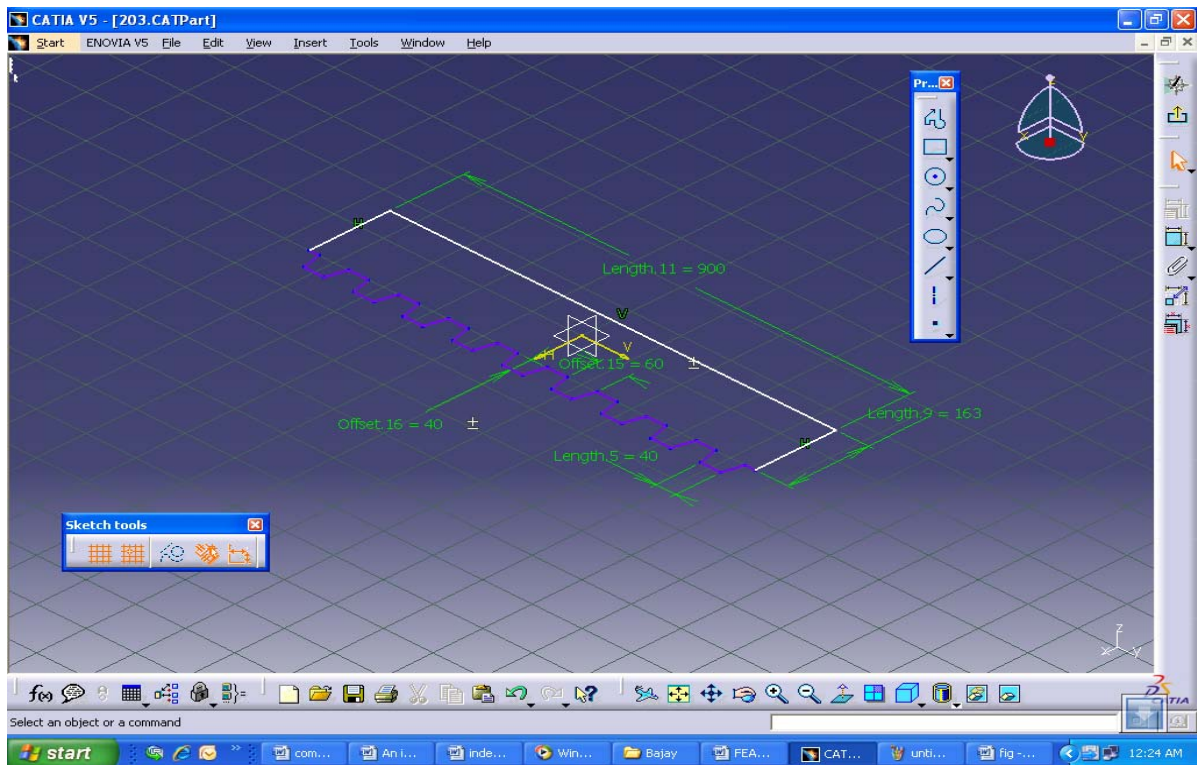 CATIA V5 - [203.CATPart]
Start ENOVIA V5 File Edit View Insert Tools Window Help
Pr...
H
Length.11 = 900
V
H V
Offset.15 = 60 ±
Length.9 = 163
Offset.16 = 40 ±
H
Length.5 = 40
Sketch tools
z
x y
f(x)
CATIA
Select an object or a command
start » com... An i... inde... Win... Bajay FEA... CAT... unti... fig -... 12:24 AM